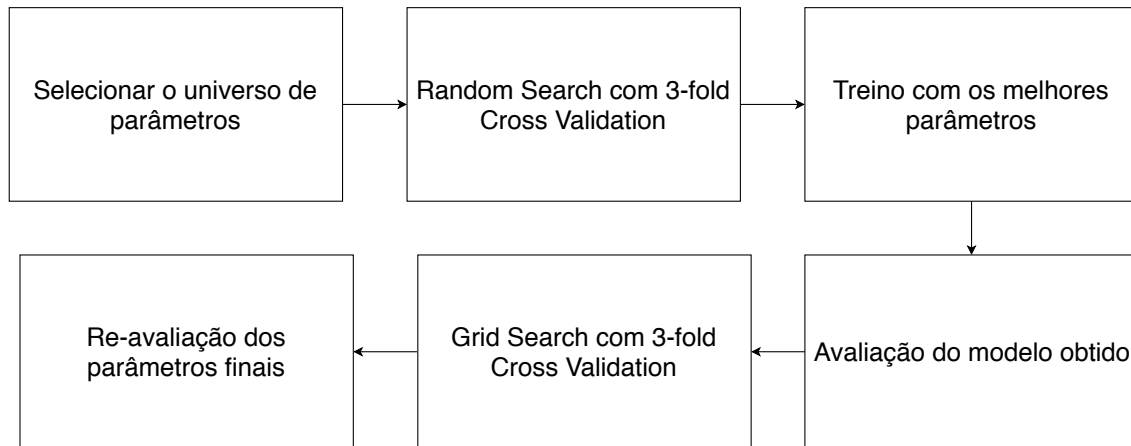 Selecionar o universo de
parâmetros
Random Search com 3-fold
Cross Validation
Treino com os melhores
parâmetros
Avaliação do modelo obtido
Grid Search com 3-fold
Cross Validation
Re-avaliação dos
parâmetros finais